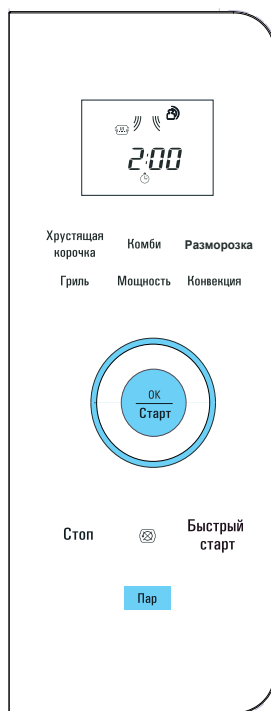 2:00
Хрустящая
корочка
Комби
Разморозка
Гриль
Мощность
Конвекция
OK
Старт
Стоп
Быстрый
старт
Пар